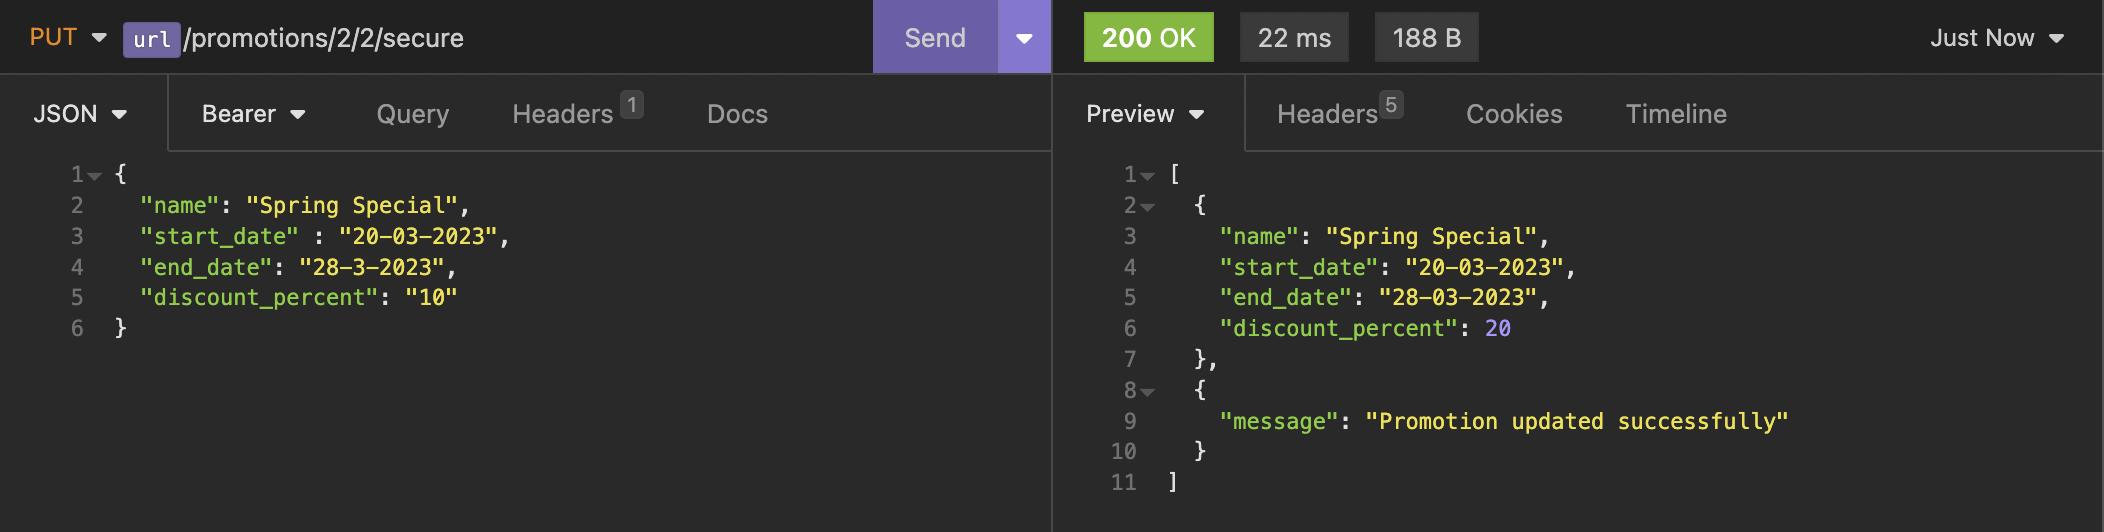 PUT url/promotions/2/2/secure Send
200 OK 22 ms 188 B Just Now
JSON Bearer Query Headers 1 Docs
Preview Headers 5 Cookies Timeline
1 {
2 "name": "Spring Special",
3 "start_date" : "20-03-2023",
4 "end_date": "28-3-2023",
5 "discount_percent": "10"
6 }
1 [
2 {
3 "name": "Spring Special",
4 "start_date": "20-03-2023",
5 "end_date": "28-03-2023",
6 "discount_percent": 20
7 },
8 {
9 "message": "Promotion updated successfully"
10 }
11 ]